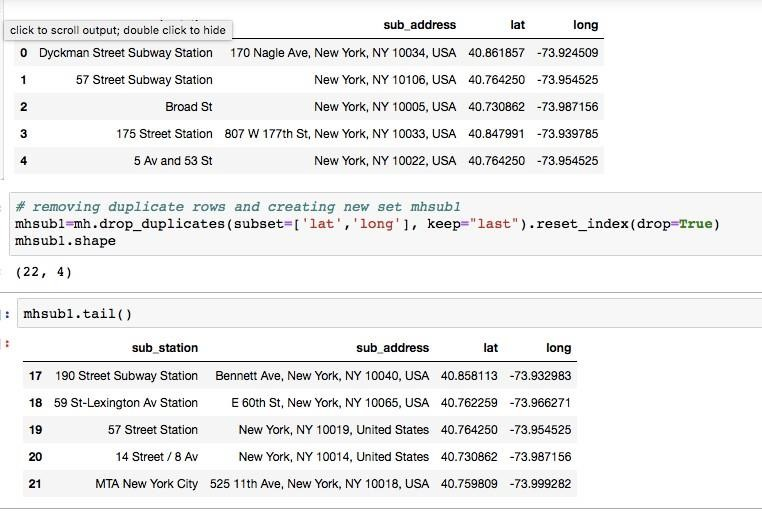 click to scroll output; double click to hide
sub_address lat long
0 Dyckman Street Subway Station 170 Nagle Ave, New York, NY 10034, USA 40.861857 -73.924509
1 57 Street Subway Station New York, NY 10106, USA 40.764250 -73.954525
2 Broad St New York, NY 10005, USA 40.730862 -73.987156
3 175 Street Station 807 W 177th St, New York, NY 10033, USA 40.847991 -73.939785
4 5 Av and 53 St New York, NY 10022, USA 40.764250 -73.954525
# removing duplicate rows and creating new set mhsub1
mhsub1=mh.drop_duplicates(subset=['lat','long'], keep="last").reset_index(drop=True)
mhsub1.shape
(22, 4)
]: mhsub1.tail()
]:
sub_station sub_address lat long
17 190 Street Subway Station Bennett Ave, New York, NY 10040, USA 40.858113 -73.932983
18 59 St-Lexington Av Station E 60th St, New York, NY 10065, USA 40.762259 -73.966271
19 57 Street Station New York, NY 10019, United States 40.764250 -73.954525
20 14 Street / 8 Av New York, NY 10014, United States 40.730862 -73.987156
21 MTA New York City 525 11th Ave, New York, NY 10018, USA 40.759809 -73.999282